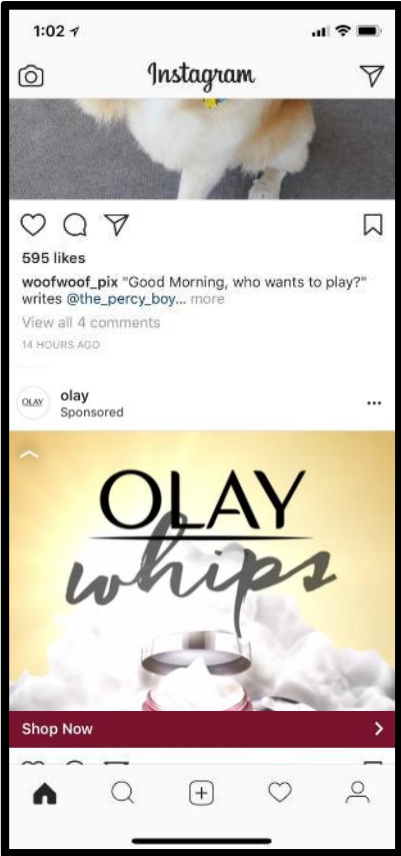 1:02
Instagram
595 likes
woofwoof_pix "Good Morning, who wants to play?"
writes @the_percy_boy... more
View all 4 comments
14 HOURS AGO
OLAY
olay
Sponsored
OLAY
whips
Shop Now